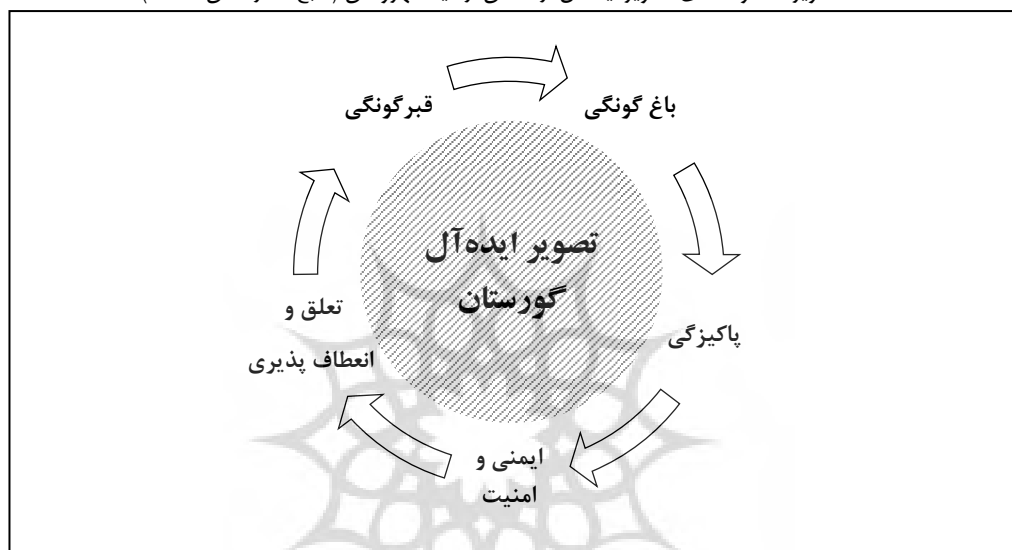 قبرگونگی
باغ گونگی
تصویر ایده‌آل
گورستان
پاکیزگی
تعلق و
انعطاف پذیری
ایمنی و
امنیت